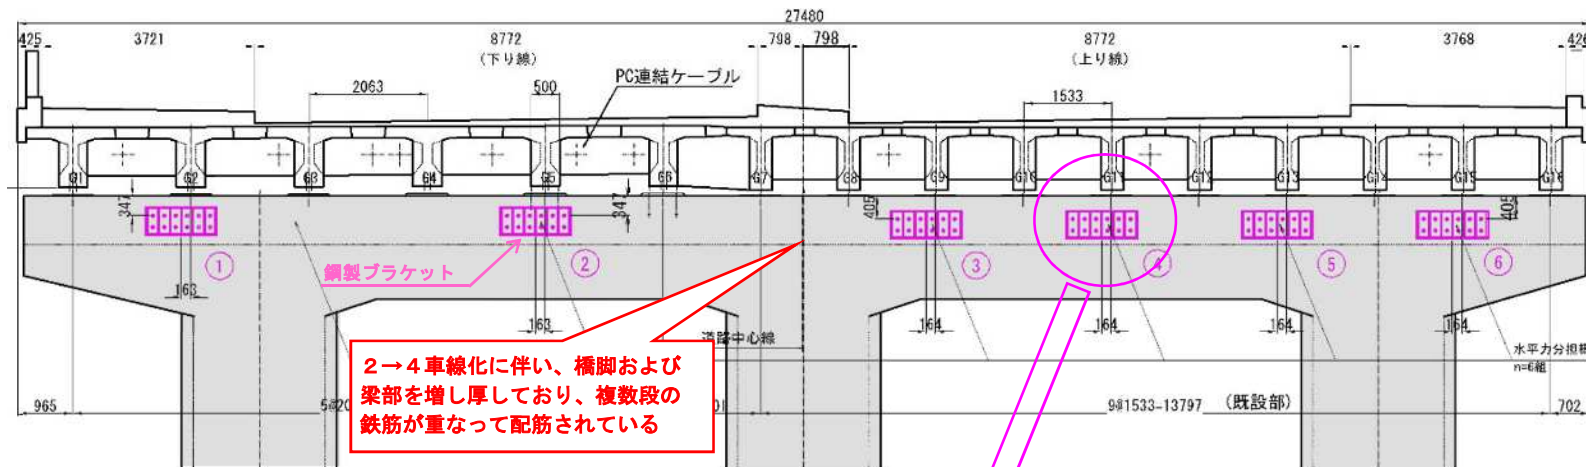 27480
425 3721 8772 798 798 8772 3768
(下り線) (上り線)
2063 500 PC連結ケーブル 1533
G1 G2 G3 G4 G5 G6 G7 G8 G9 G10 G11 G12 G13 G14 G15 G16
347 347 405 405
① ② ③ ④ ⑤ ⑥
鋼製ブラケット
163 163 164 164 164 164
道路中心線
水平力分担構
n=6組
2→4車線化に伴い、橋脚および
梁部を増し厚しており、複数段の
鉄筋が重なって配筋されている
965 9@1533=13797 (既設部) 702